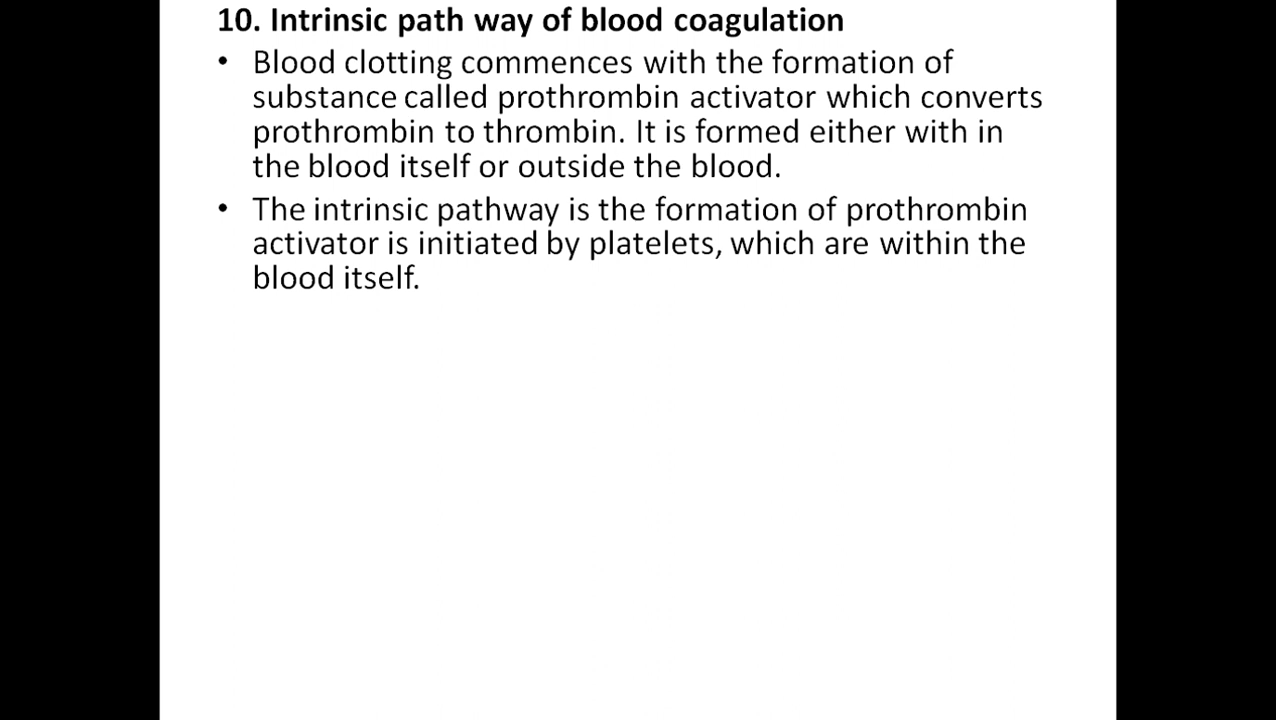 10. Intrinsic path way of blood coagulation
• Blood clotting commences with the formation of
substance called prothrombin activator which converts
prothrombin to thrombin. It is formed either with in
the blood itself or outside the blood.
• The intrinsic pathway is the formation of prothrombin
activator is initiated by platelets, which are within the
blood itself.